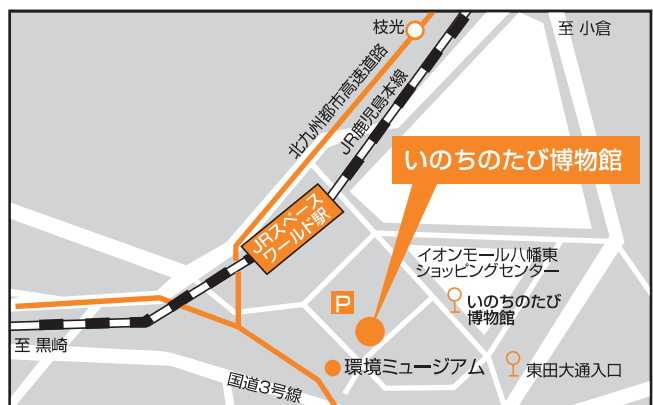 枝光
至 小倉
北九州都市高速道路
JR鹿児島本線
いのちのたび博物館
JRスペース
ワールド駅
イオンモール八幡東
ショッピングセンター
P
いのちのたび
博物館
至 黒崎
環境ミュージアム
東田大通入口
国道3号線